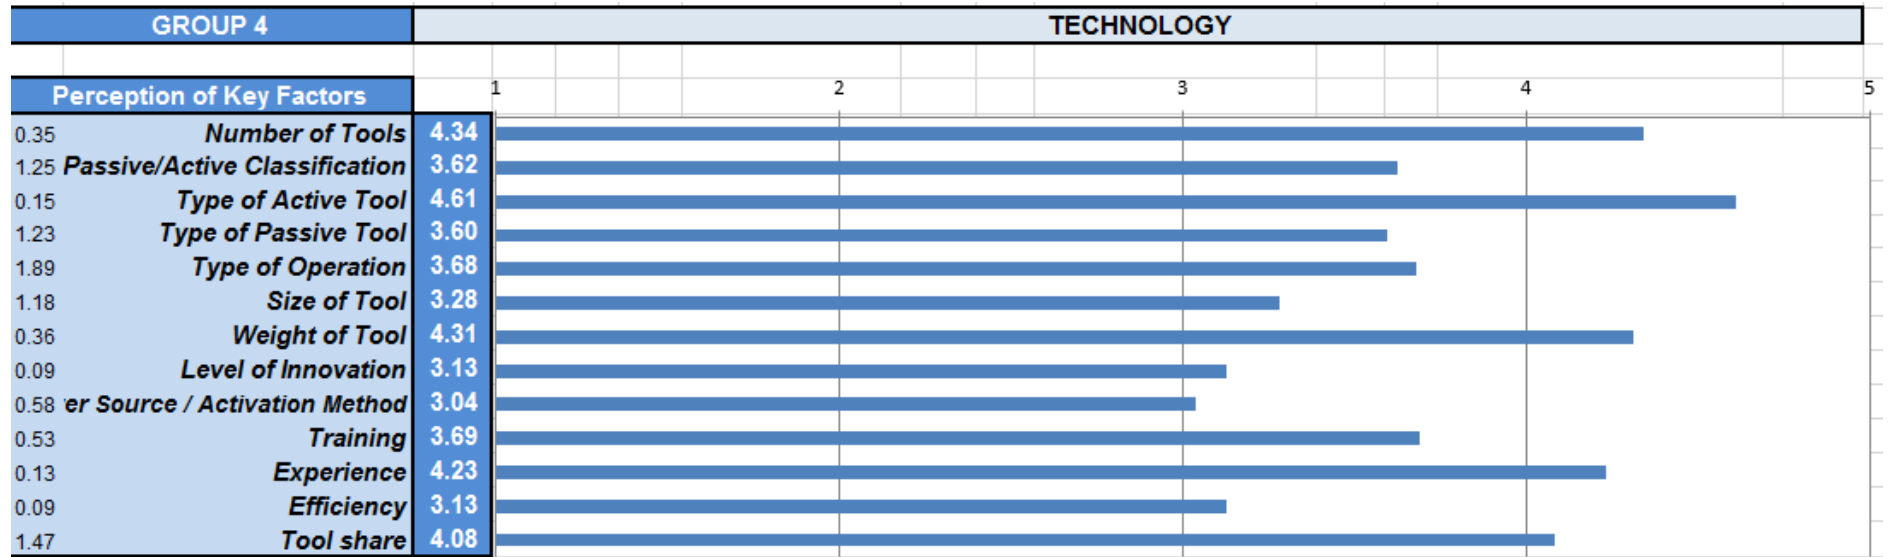 GROUP 4 TECHNOLOGY
Perception of Key Factors 1 2 3 4 5
0.35 Number of Tools 4.34
1.25 Passive/Active Classification 3.62
0.15 Type of Active Tool 4.61
1.23 Type of Passive Tool 3.60
1.89 Type of Operation 3.68
1.18 Size of Tool 3.28
0.36 Weight of Tool 4.31
0.09 Level of Innovation 3.13
0.58 er Source / Activation Method 3.04
0.53 Training 3.69
0.13 Experience 4.23
0.09 Efficiency 3.13
1.47 Tool share 4.08